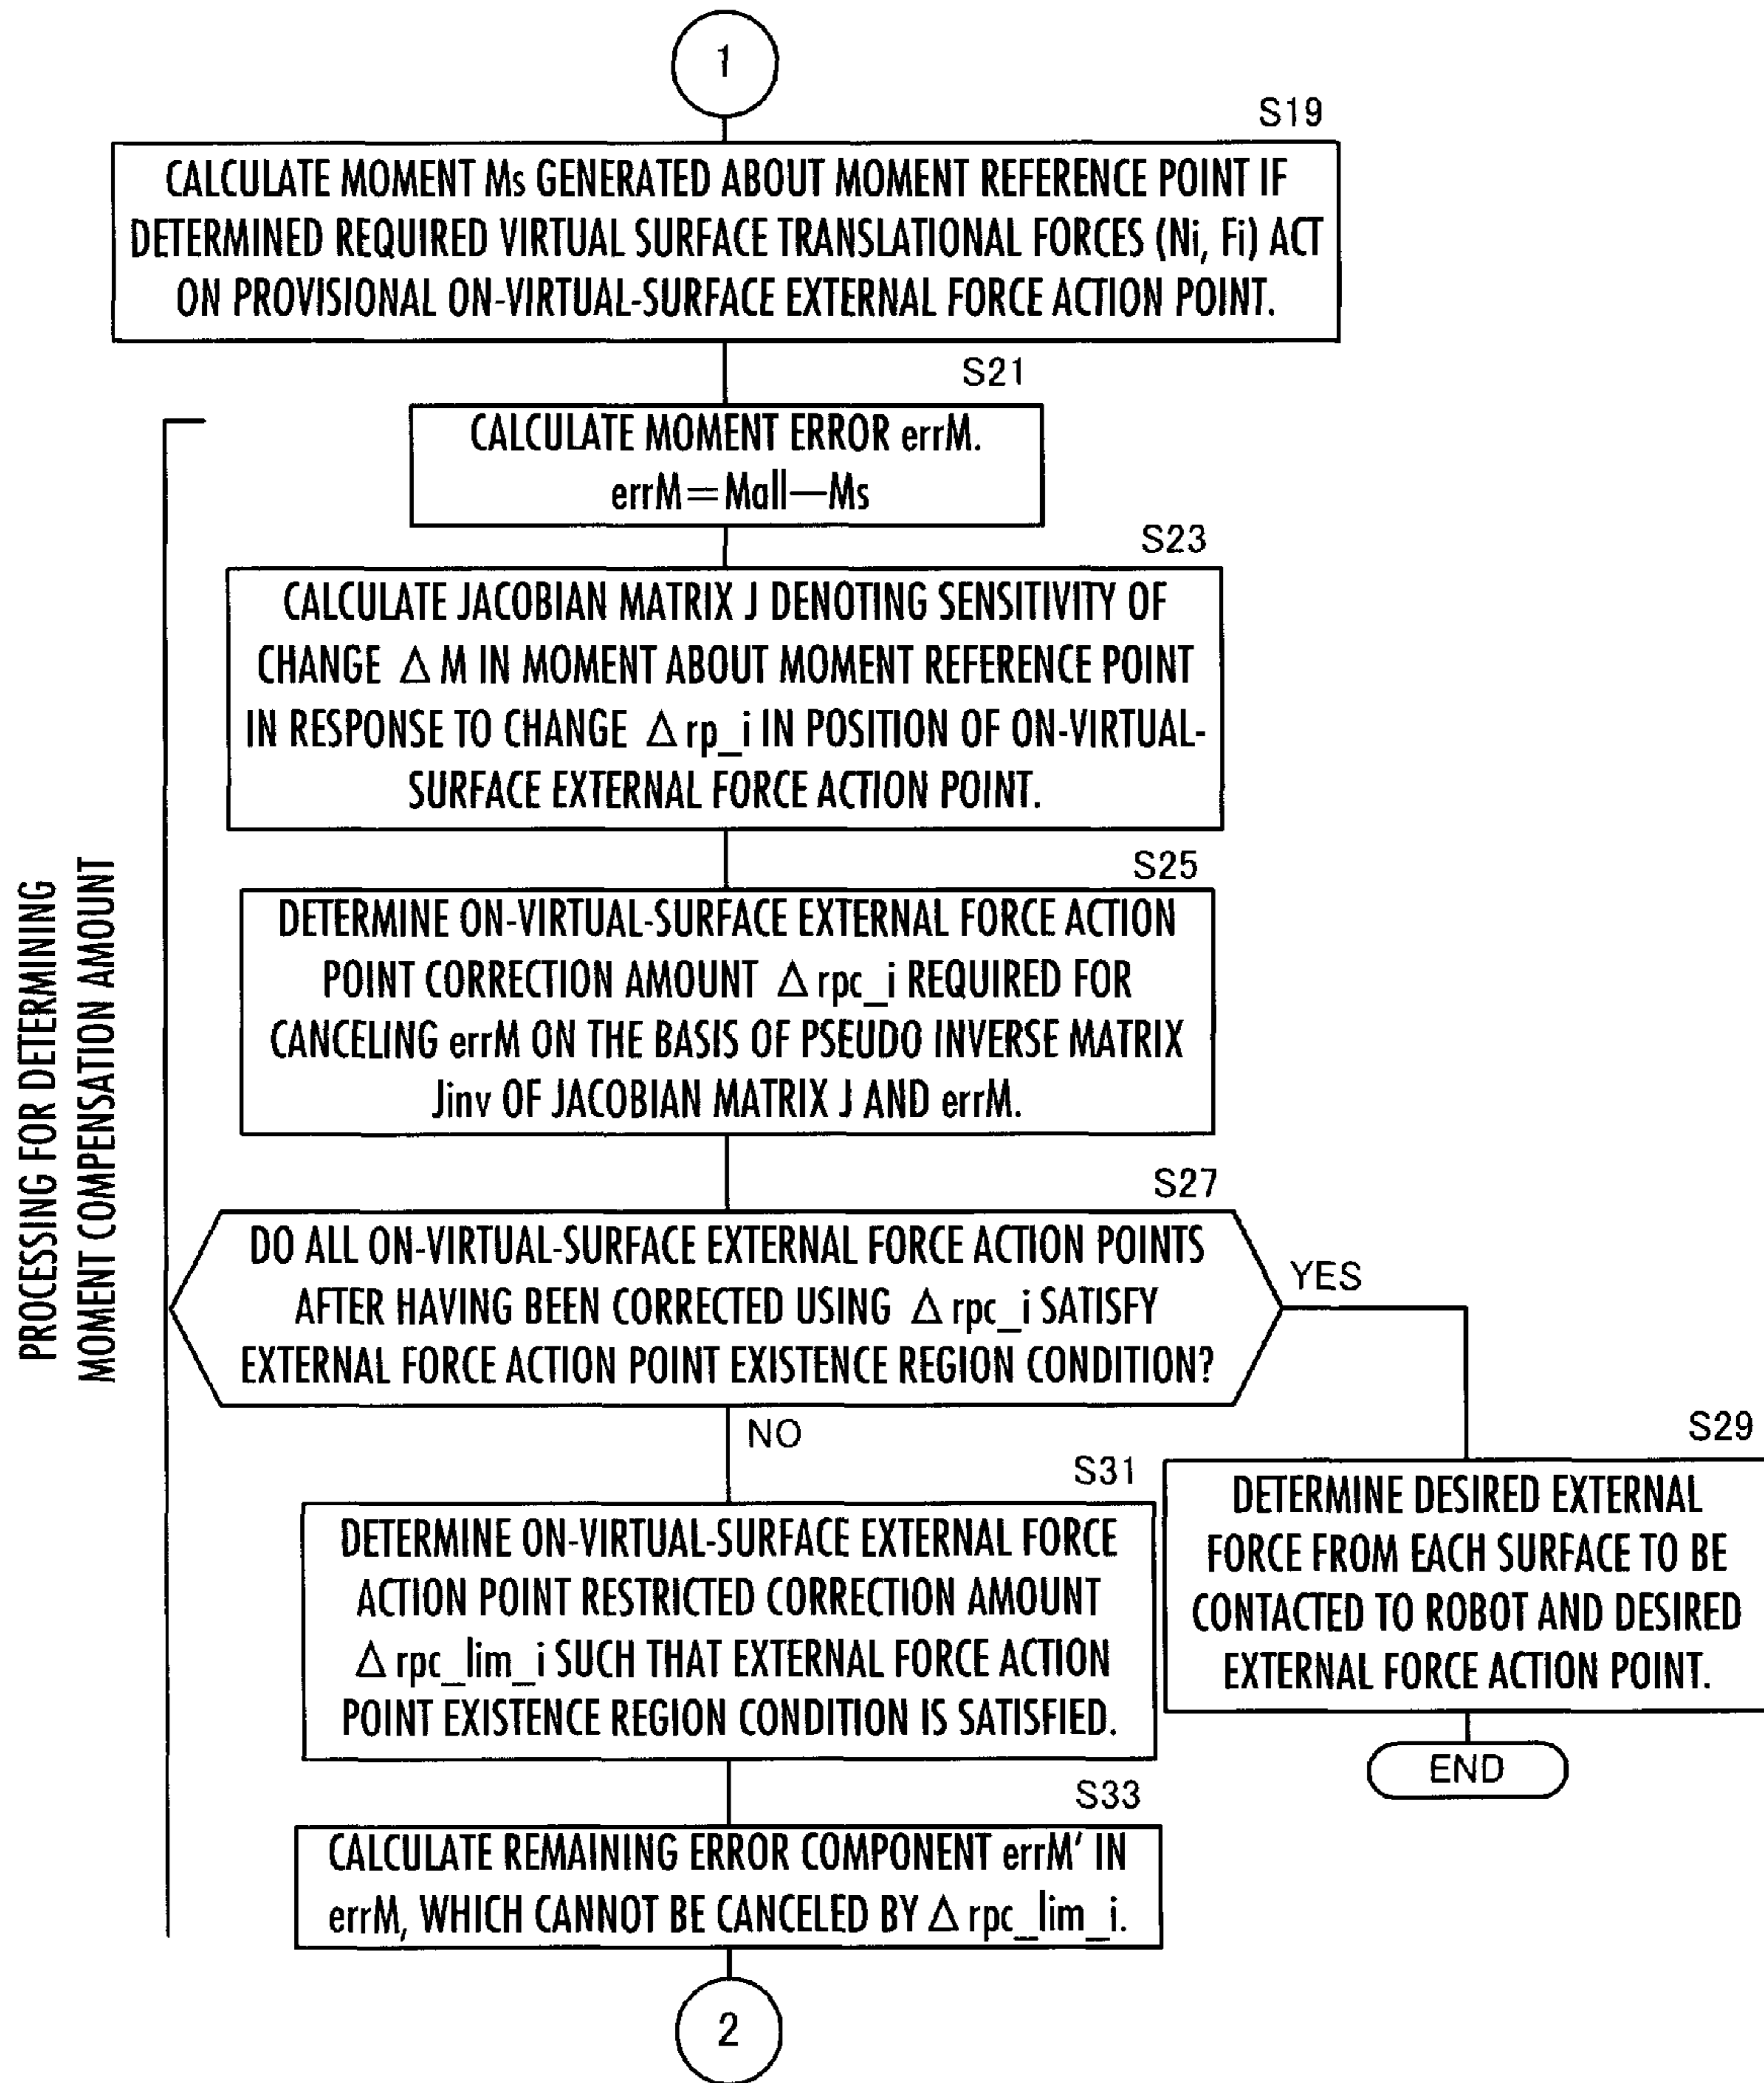 1
S19
CALCULATE MOMENT Ms GENERATED ABOUT MOMENT REFERENCE POINT IF
DETERMINED REQUIRED VIRTUAL SURFACE TRANSLATIONAL FORCES (Ni, Fi) ACT
ON PROVISIONAL ON-VIRTUAL-SURFACE EXTERNAL FORCE ACTION POINT.
S21
CALCULATE MOMENT ERROR errM.
errM=Mall—Ms
S23
CALCULATE JACOBIAN MATRIX J DENOTING SENSITIVITY OF
CHANGE △M IN MOMENT ABOUT MOMENT REFERENCE POINT
IN RESPONSE TO CHANGE △rp_i IN POSITION OF ON-VIRTUAL-
SURFACE EXTERNAL FORCE ACTION POINT.
PROCESSING FOR DETERMINING
MOMENT COMPENSATION AMOUNT
S25
DETERMINE ON-VIRTUAL-SURFACE EXTERNAL FORCE ACTION
POINT CORRECTION AMOUNT △rpc_i REQUIRED FOR
CANCELING errM ON THE BASIS OF PSEUDO INVERSE MATRIX
Jinv OF JACOBIAN MATRIX J AND errM.
S27
DO ALL ON-VIRTUAL-SURFACE EXTERNAL FORCE ACTION POINTS
AFTER HAVING BEEN CORRECTED USING △rpc_i SATISFY
EXTERNAL FORCE ACTION POINT EXISTENCE REGION CONDITION?
YES
NO
S29
DETERMINE DESIRED EXTERNAL
FORCE FROM EACH SURFACE TO BE
CONTACTED TO ROBOT AND DESIRED
EXTERNAL FORCE ACTION POINT.
END
S31
DETERMINE ON-VIRTUAL-SURFACE EXTERNAL FORCE
ACTION POINT RESTRICTED CORRECTION AMOUNT
△rpc_lim_i SUCH THAT EXTERNAL FORCE ACTION
POINT EXISTENCE REGION CONDITION IS SATISFIED.
S33
CALCULATE REMAINING ERROR COMPONENT errM' IN
errM, WHICH CANNOT BE CANCELED BY △rpc_lim_i.
2